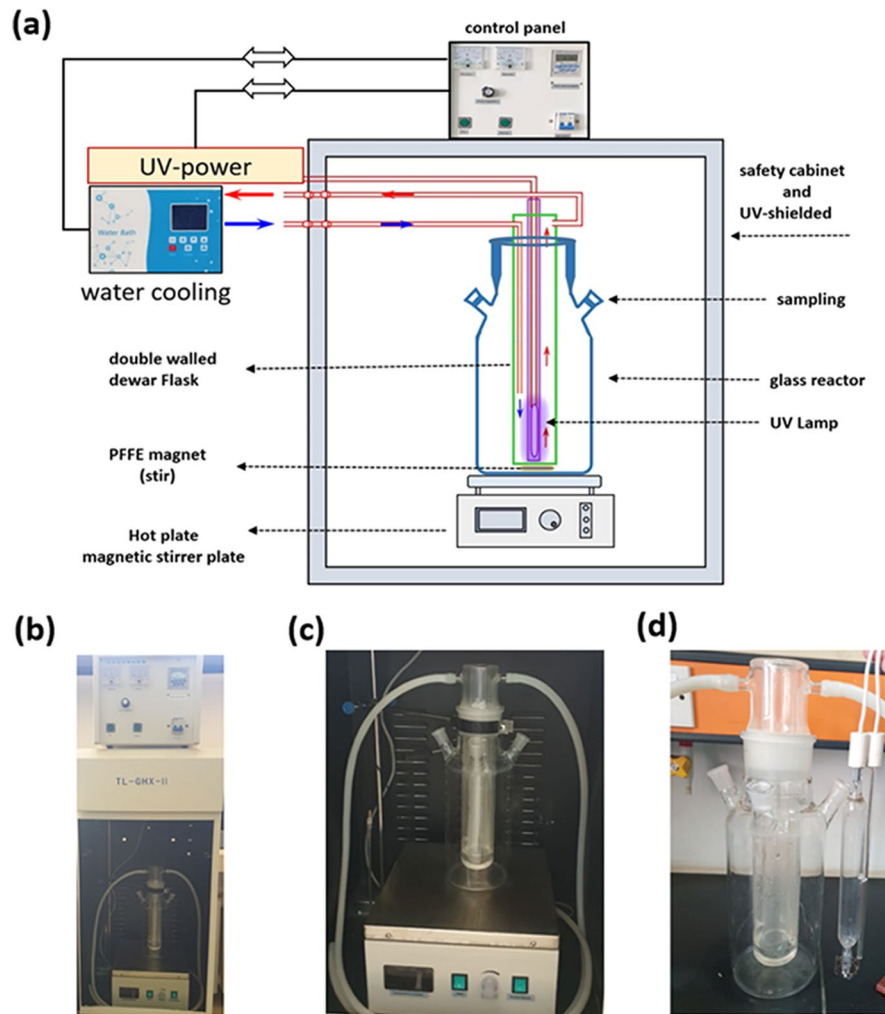 (a)
control panel
UV-power
Water Bath
water cooling
safety cabinet
and
UV-shielded
sampling
double walled
dewar Flask
glass reactor
UV Lamp
PFFE magnet
(stir)
Hot plate
magnetic stirrer plate
(b)
(c)
(d)
TL-GHX-II